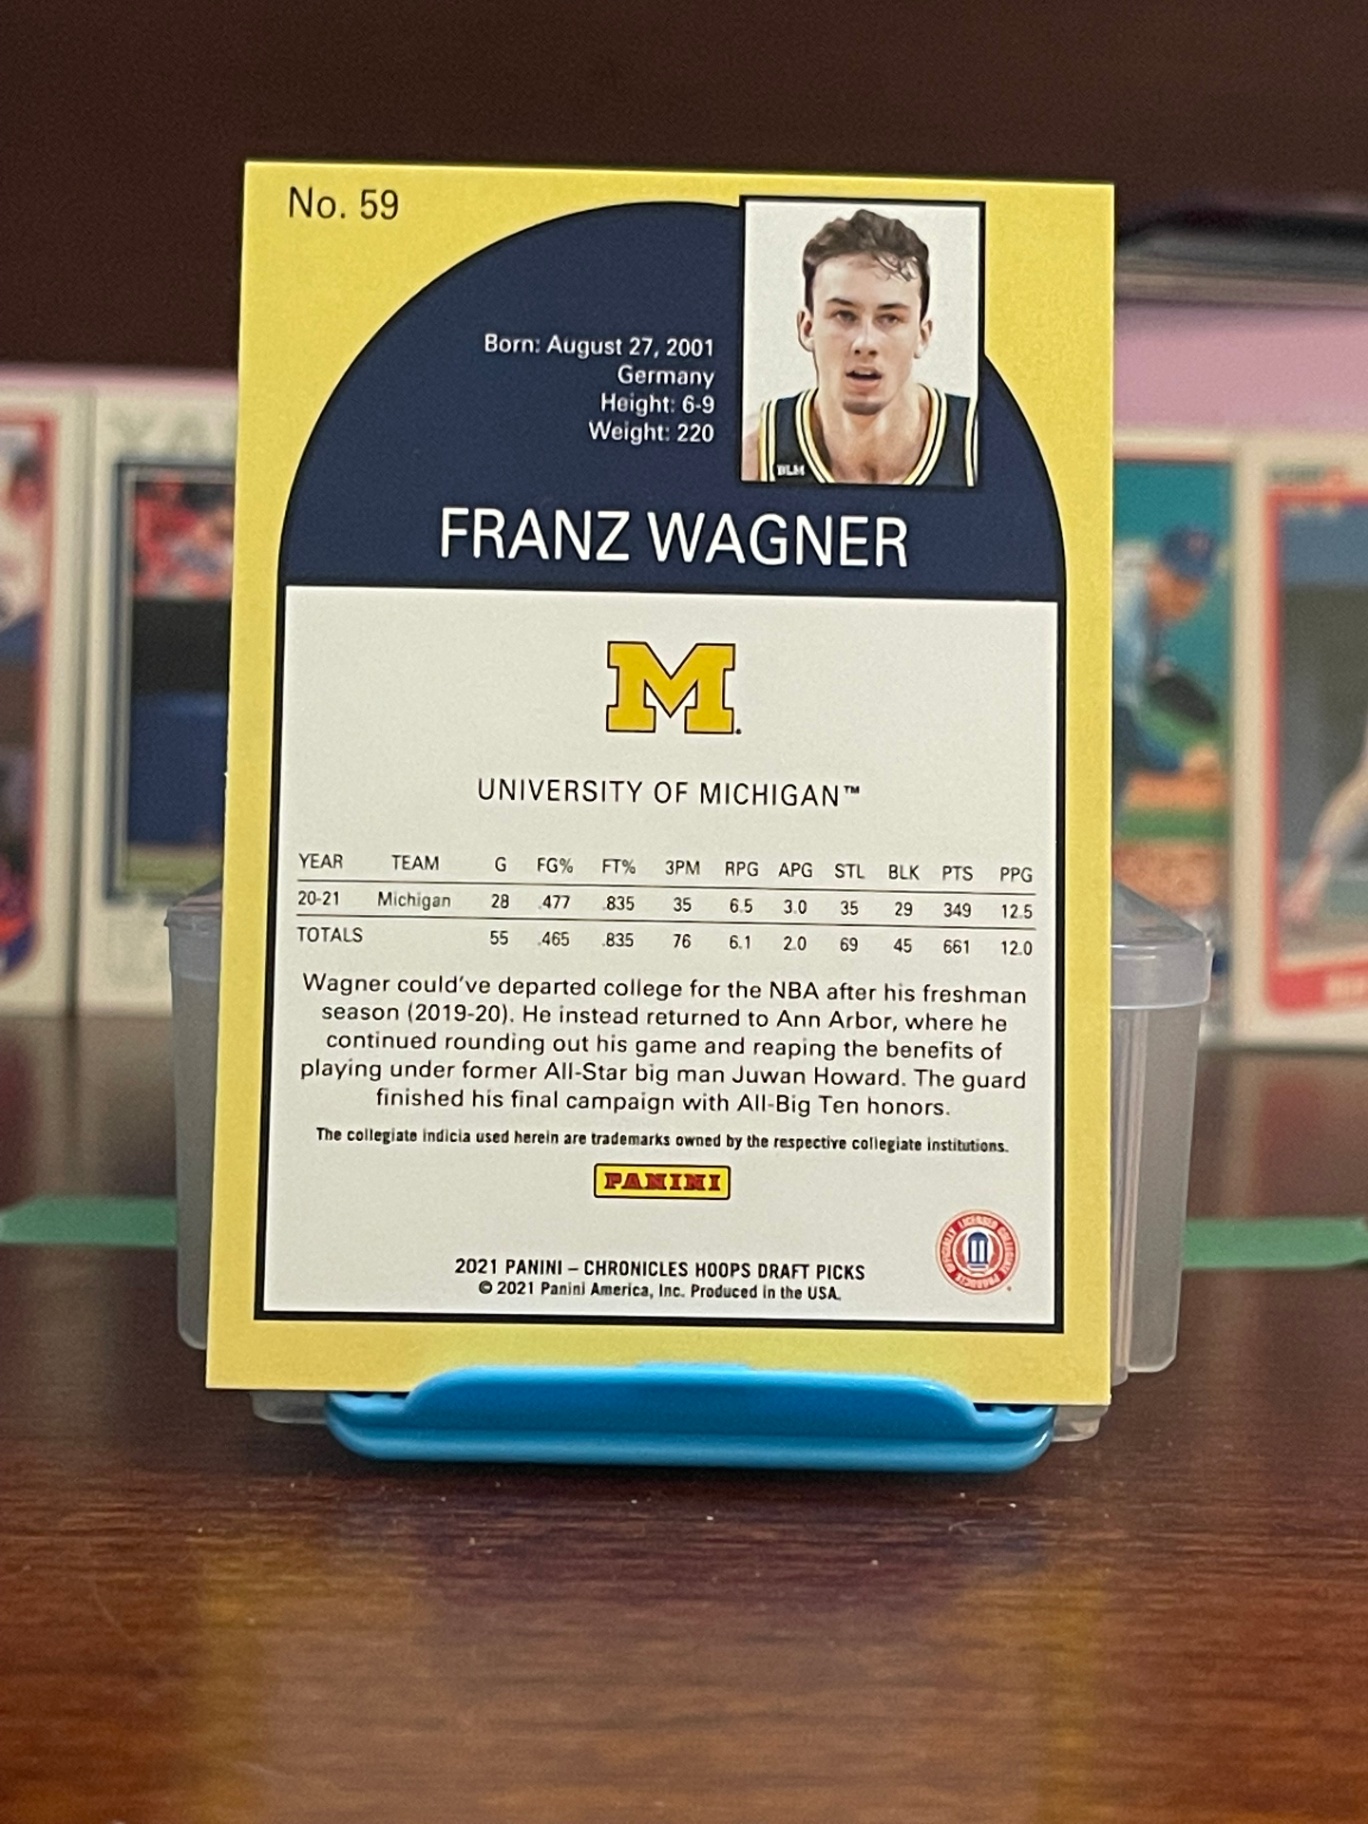 No. 59
Born: August 27, 2001
Germany
Height: 6-9
Weight: 220
BLM
FRANZ WAGNER
M
UNIVERSITY OF MICHIGAN™
YEAR TEAM G FG% FT% 3PM RPG APG STL BLK PTS PPG
20-21 Michigan 28 .477 .835 35 6.5 3.0 35 29 349 12.5
TOTALS 55 .465 .835 76 6.1 2.0 69 45 661 12.0
Wagner could've departed college for the NBA after his freshman
season (2019-20). He instead returned to Ann Arbor, where he
continued rounding out his game and reaping the benefits of
playing under former All-Star big man Juwan Howard. The guard
finished his final campaign with All-Big Ten honors.
The collegiate indicia used herein are trademarks owned by the respective collegiate institutions.
PANINI
OFFICIALLY LICENSED COLLEGIATE PRODUCTS
2021 PANINI – CHRONICLES HOOPS DRAFT PICKS
© 2021 Panini America, Inc. Produced in the USA.